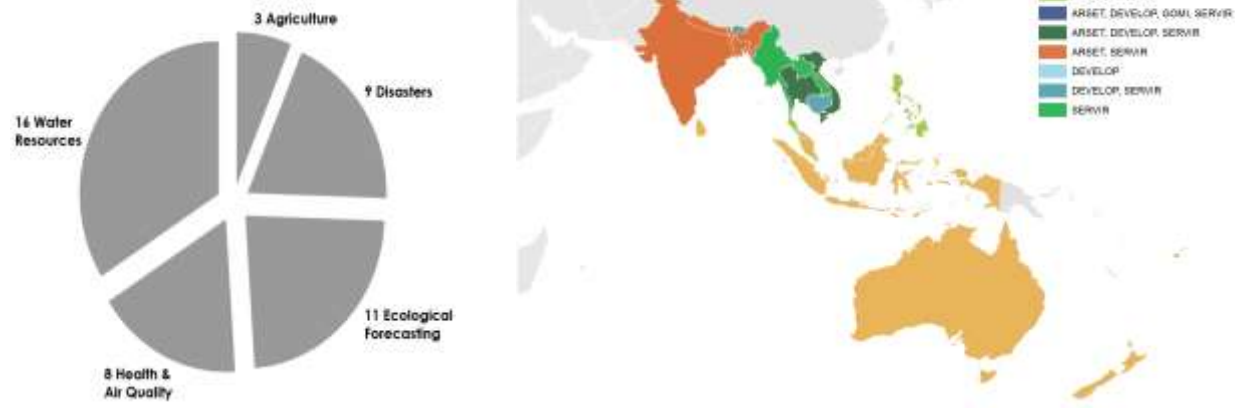 3 Agriculture
9 Disasters
16 Water
Resources
11 Ecological
Forecasting
8 Health &
Air Quality
ARSET, DEVELOP, GOMI, SERVIR
ARSET, DEVELOP, SERVIR
ARSET, SERVIR
DEVELOP
DEVELOP, SERVIR
SERVIR